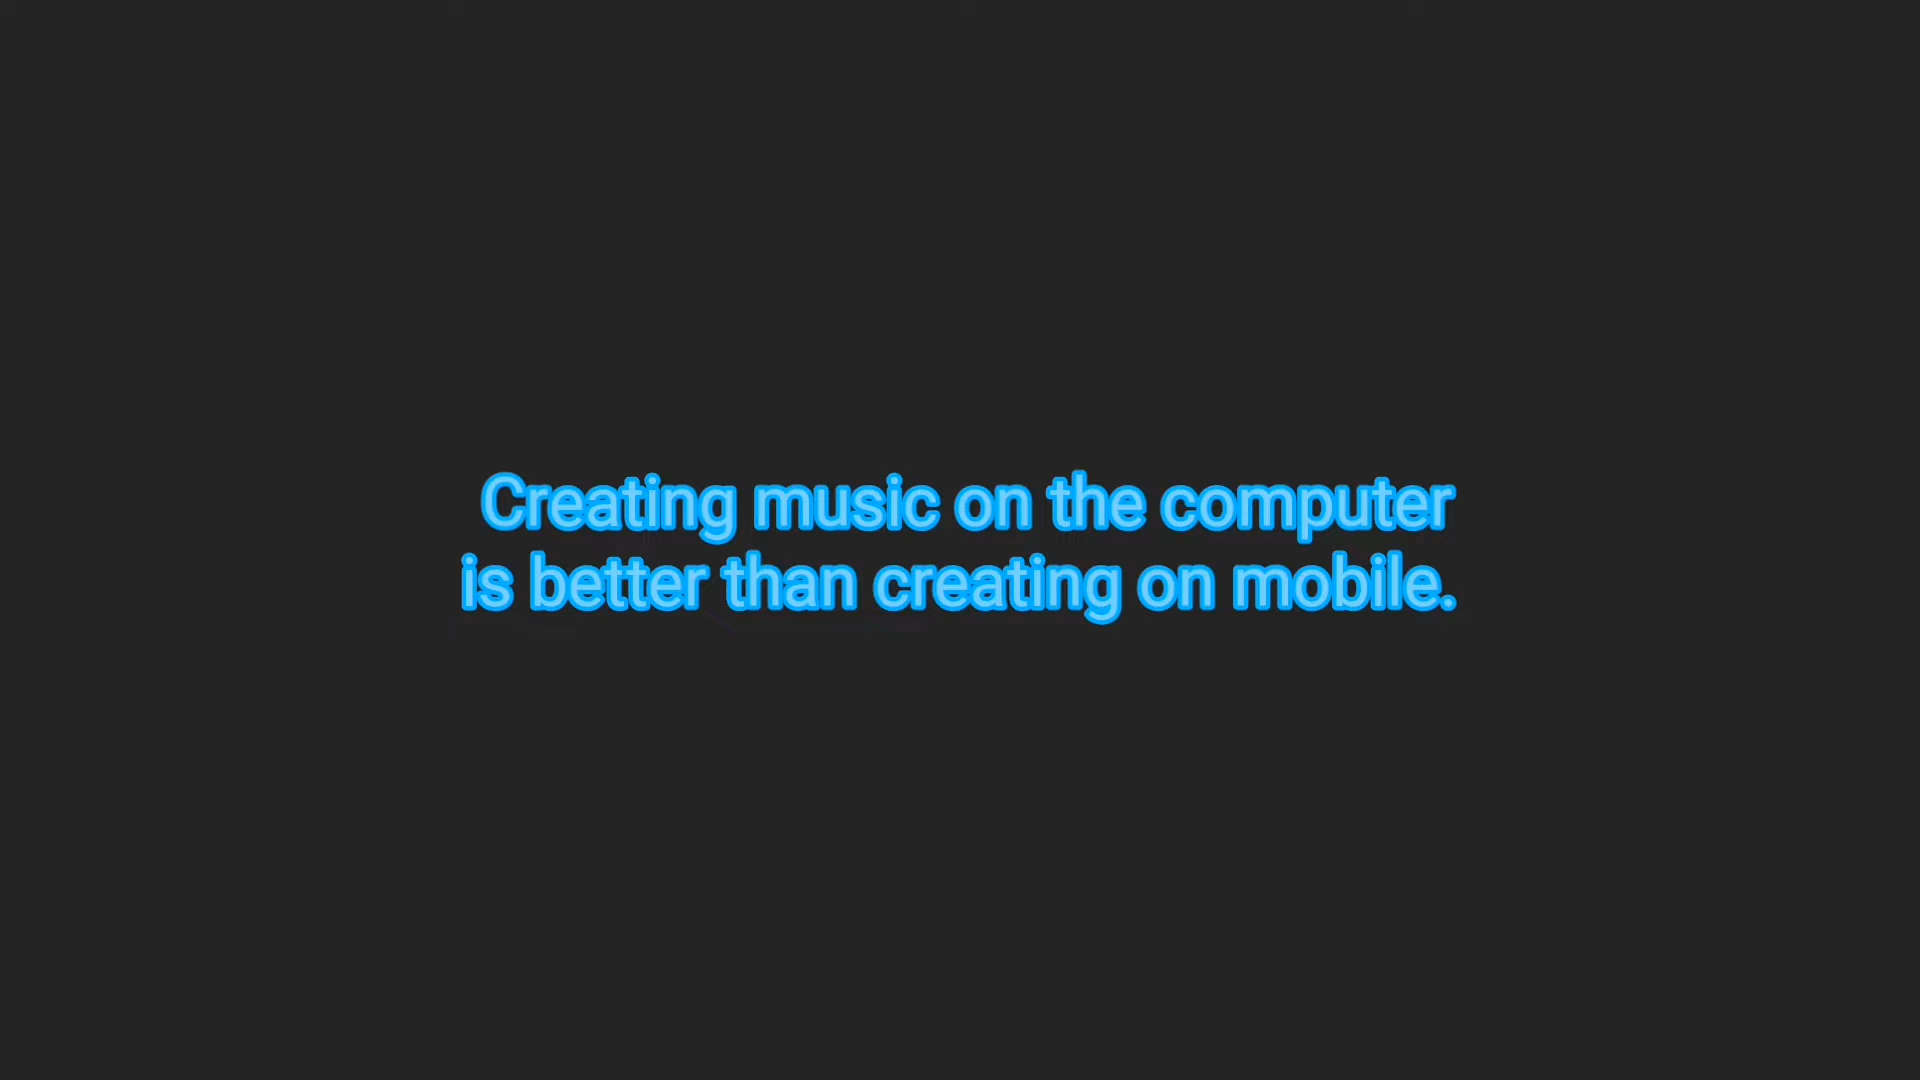 Creating music on the computer
is better than creating on mobile.